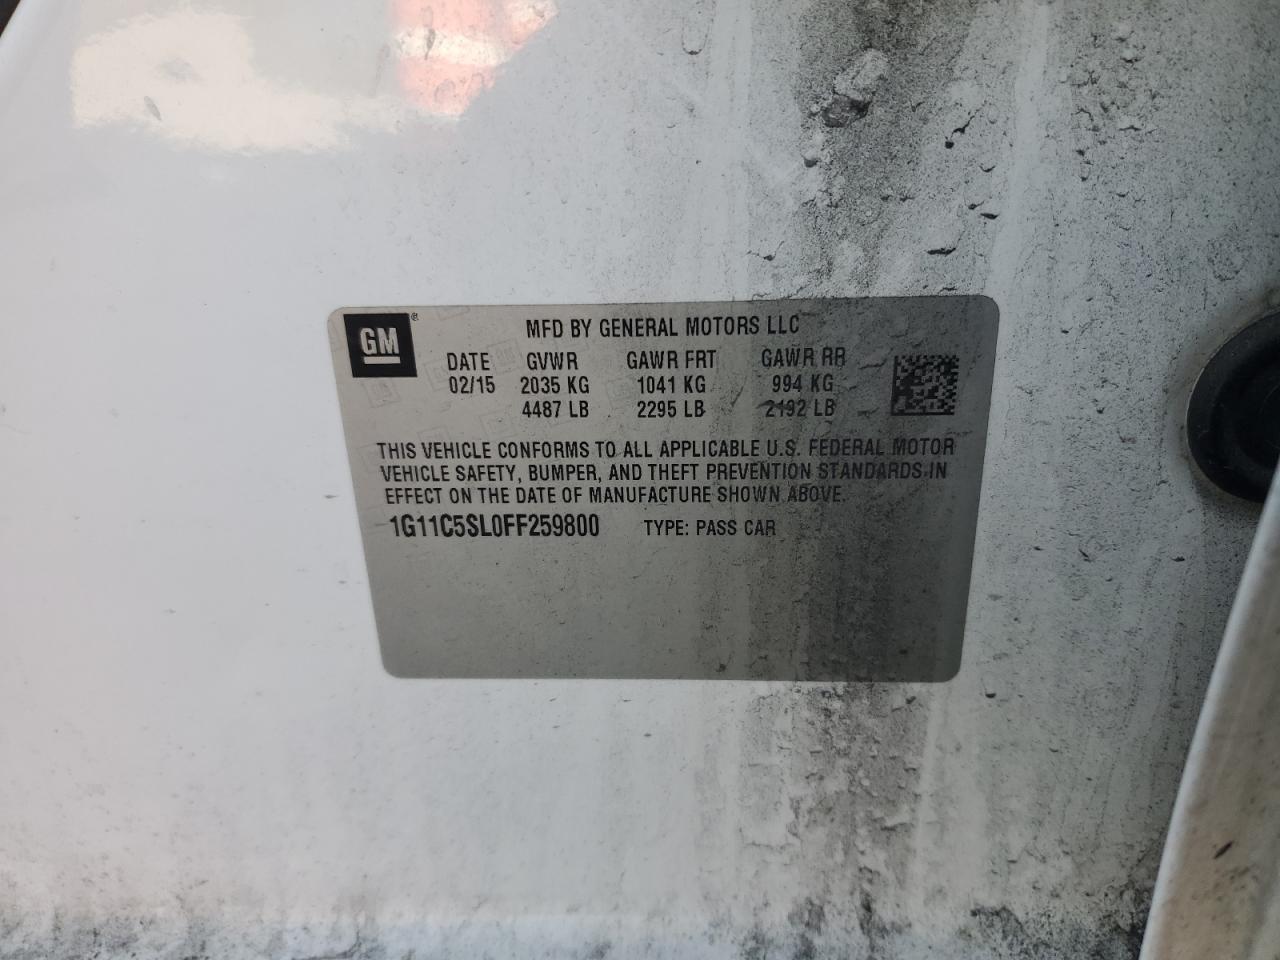 GM
MFD BY GENERAL MOTORS LLC
DATE GVWR GAWR FRT GAWR RR
02/15 2035 KG 1041 KG 994 KG
4487 LB 2295 LB 2192 LB
THIS VEHICLE CONFORMS TO ALL APPLICABLE U.S. FEDERAL MOTOR
VEHICLE SAFETY, BUMPER, AND THEFT PREVENTION STANDARDS IN
EFFECT ON THE DATE OF MANUFACTURE SHOWN ABOVE.
1G11C5SL0FF259800 TYPE: PASS CAR